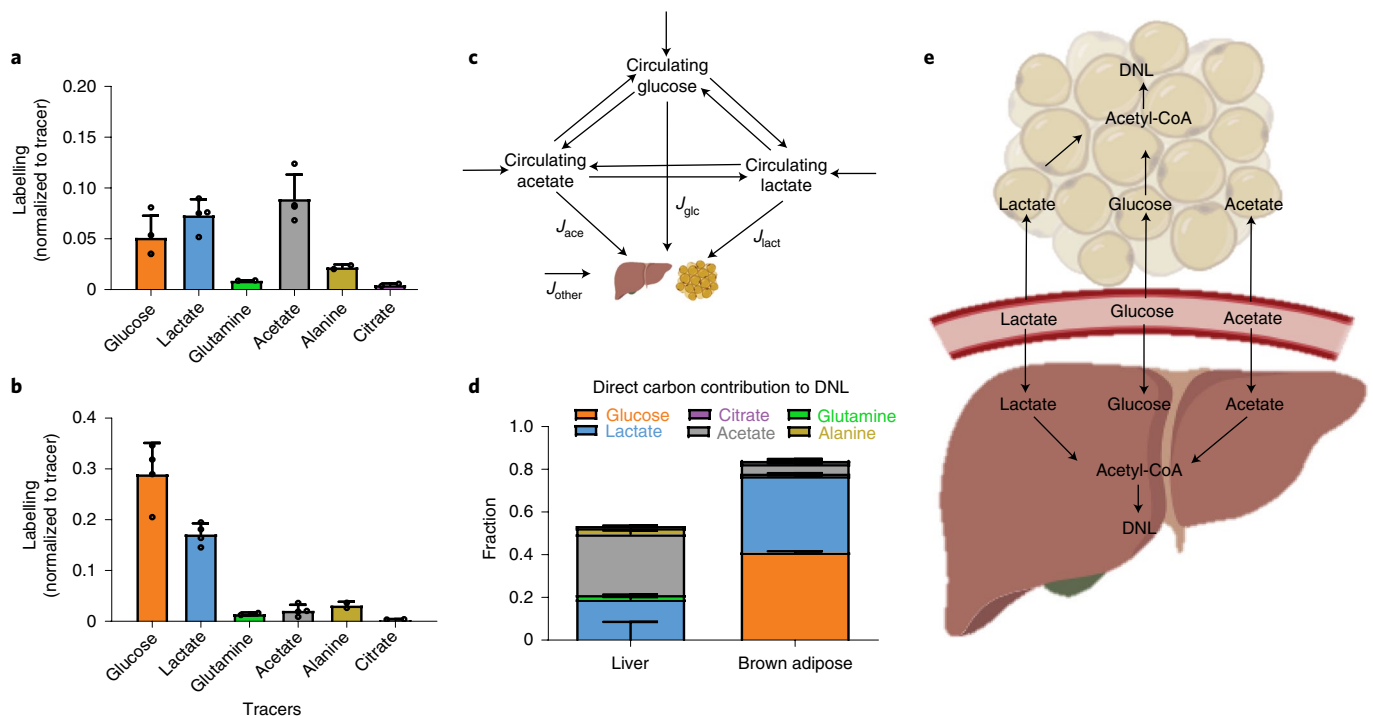 a
Labelling
(normalized to tracer)
0.20
0.15
0.10
0.05
0
Glucose
Lactate
Glutamine
Acetate
Alanine
Citrate
b
Labelling
(normalized to tracer)
0.4
0.3
0.2
0.1
0
Glucose
Lactate
Glutamine
Acetate
Alanine
Citrate
Tracers
c
Circulating
glucose
Circulating
acetate
Circulating
lactate
Jglc
Jace
Jlact
Jother
d
Direct carbon contribution to DNL
Glucose Citrate Glutamine
Lactate Acetate Alanine
Fraction
1.0
0.8
0.6
0.4
0.2
0
Liver Brown adipose
e
DNL
Acetyl-CoA
Lactate Glucose Acetate
Lactate Glucose Acetate
Lactate Glucose Acetate
Acetyl-CoA
DNL